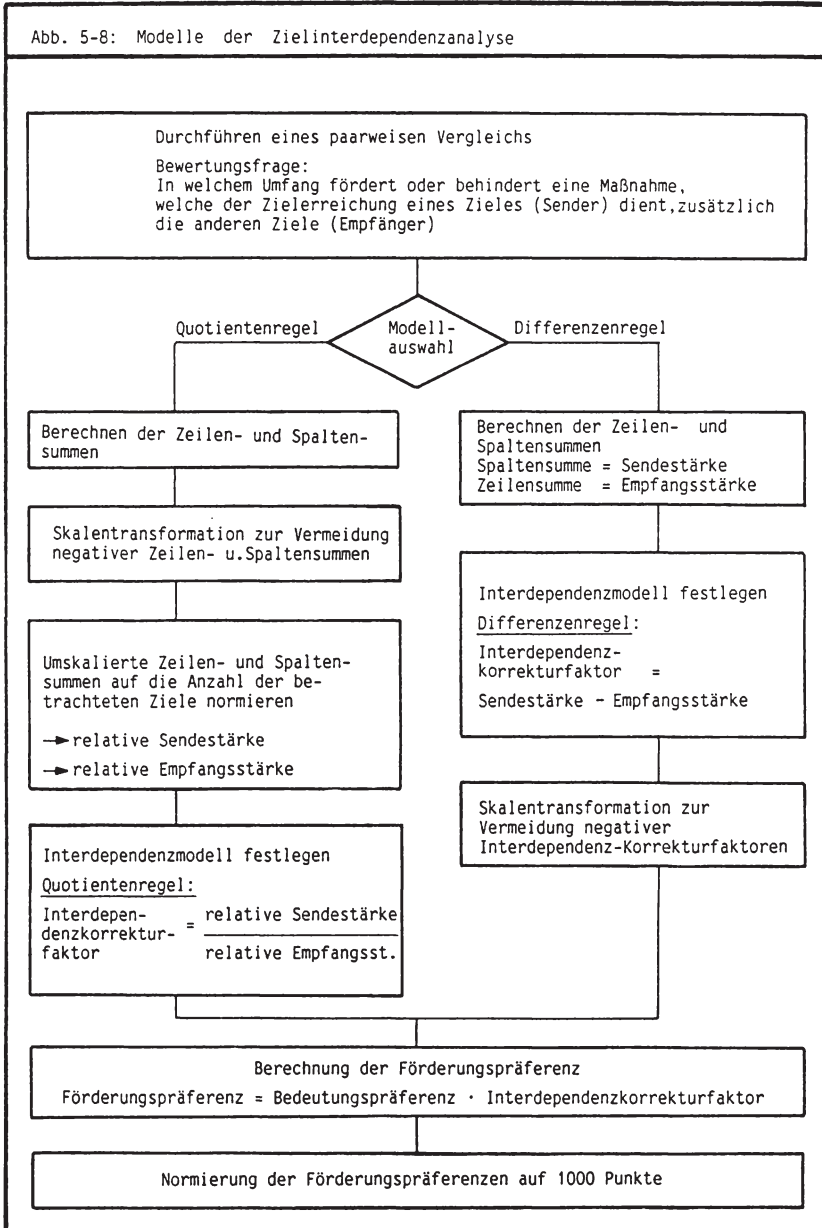 Abb. 5-8: Modelle der Zielinterdependenzanalyse
Durchführen eines paarweisen Vergleichs
Bewertungsfrage:
In welchem Umfang fördert oder behindert eine Maßnahme,
welche der Zielerreichung eines Zieles (Sender) dient,zusätzlich
die anderen Ziele (Empfänger)
Quotientenregel
Modell-
auswahl
Differenzenregel
Berechnen der Zeilen- und Spalten-
summen
Skalentransformation zur Vermeidung
negativer Zeilen- u.Spaltensummen
Umskalierte Zeilen- und Spalten-
summen auf die Anzahl der be-
trachteten Ziele normieren
→ relative Sendestärke
→ relative Empfangsstärke
Interdependenzmodell festlegen
Quotientenregel:
Interdepen-
denzkorrektur- = relative Sendestärke
faktor relative Empfangsst.
Berechnen der Zeilen- und
Spaltensummen
Spaltensumme = Sendestärke
Zeilensumme = Empfangsstärke
Interdependenzmodell festlegen
Differenzenregel:
Interdependenz-
korrekturfaktor =
Sendestärke - Empfangsstärke
Skalentransformation zur
Vermeidung negativer
Interdependenz-Korrekturfaktoren
Berechnung der Förderungspräferenz
Förderungspräferenz = Bedeutungspräferenz · Interdependenzkorrekturfaktor
Normierung der Förderungspräferenzen auf 1000 Punkte